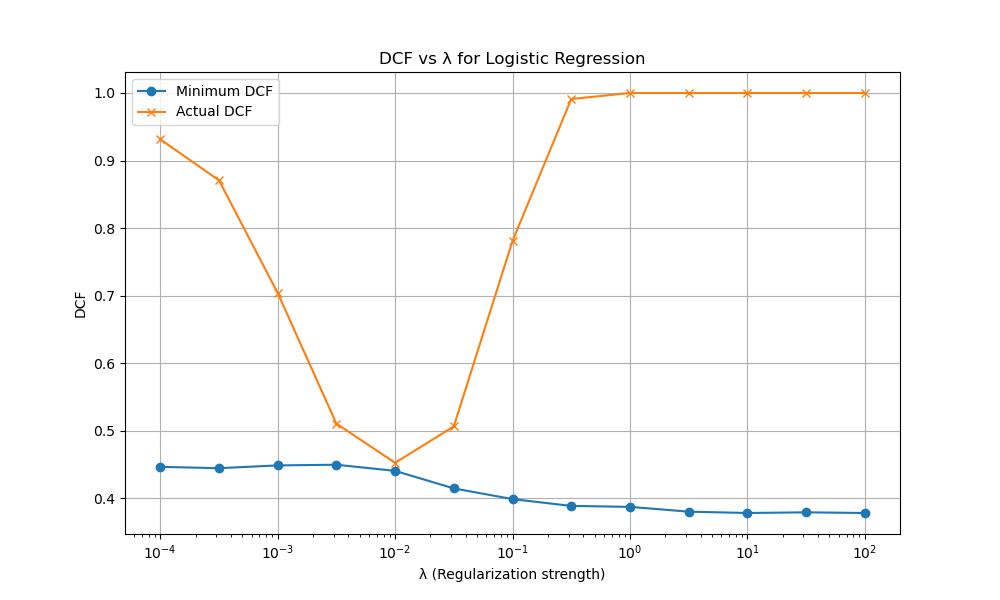 DCF vs λ for Logistic Regression
Minimum DCF
Actual DCF
DCF
1.0
0.9
0.8
0.7
0.6
0.5
0.4
10⁻⁴
10⁻³
10⁻²
10⁻¹
10⁰
10¹
10²
λ (Regularization strength)